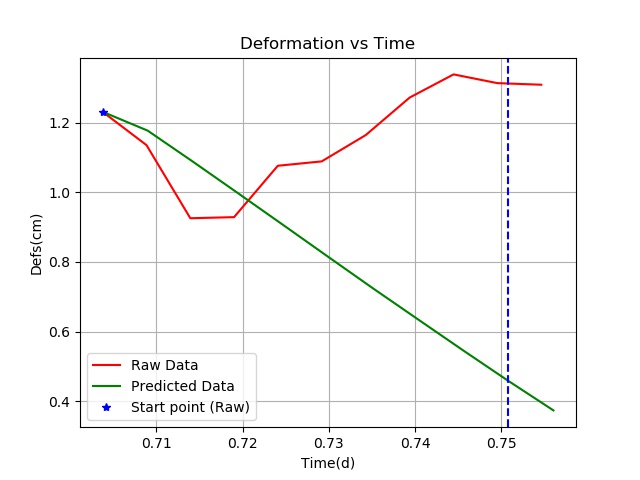 Deformation vs Time
Defs(cm)
1.2
1.0
0.8
0.6
0.4
Raw Data
Predicted Data
Start point (Raw)
0.71 0.72 0.73 0.74 0.75
Time(d)